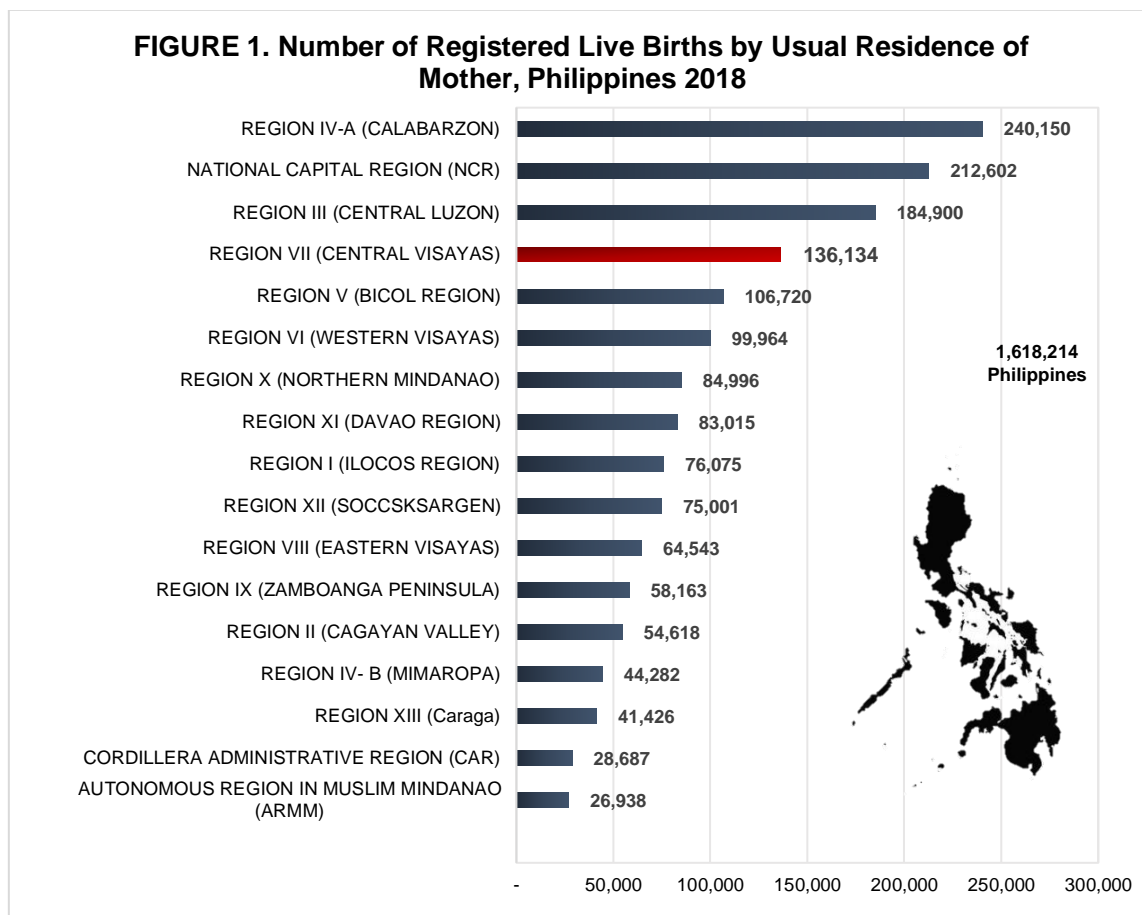 FIGURE 1. Number of Registered Live Births by Usual Residence of
Mother, Philippines 2018
REGION IV-A (CALABARZON) 240,150
NATIONAL CAPITAL REGION (NCR) 212,602
REGION III (CENTRAL LUZON) 184,900
REGION VII (CENTRAL VISAYAS) 136,134
REGION V (BICOL REGION) 106,720
REGION VI (WESTERN VISAYAS) 99,964
1,618,214
Philippines
REGION X (NORTHERN MINDANAO) 84,996
REGION XI (DAVAO REGION) 83,015
REGION I (ILOCOS REGION) 76,075
REGION XII (SOCCSKSARGEN) 75,001
REGION VIII (EASTERN VISAYAS) 64,543
REGION IX (ZAMBOANGA PENINSULA) 58,163
REGION II (CAGAYAN VALLEY) 54,618
REGION IV- B (MIMAROPA) 44,282
REGION XIII (Caraga) 41,426
CORDILLERA ADMINISTRATIVE REGION (CAR) 28,687
AUTONOMOUS REGION IN MUSLIM MINDANAO
(ARMM) 26,938
- 50,000 100,000 150,000 200,000 250,000 300,000